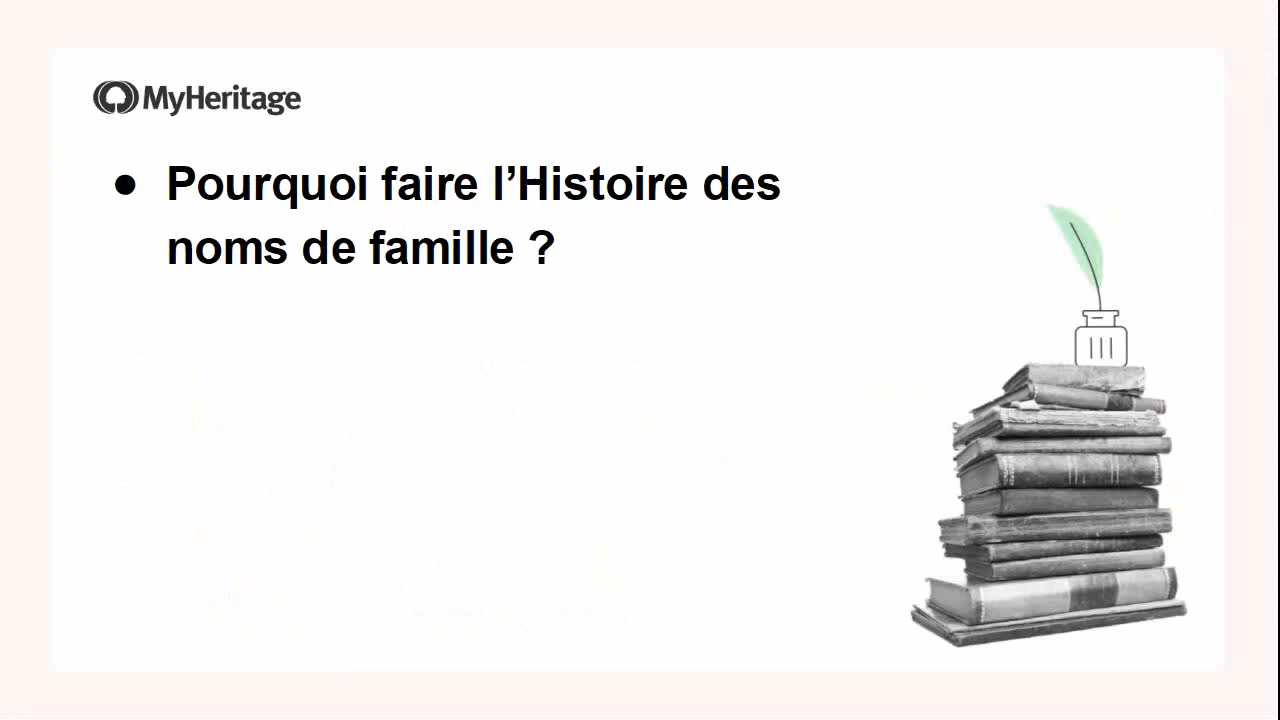 MyHeritage
● Pourquoi faire l’Histoire des
noms de famille ?